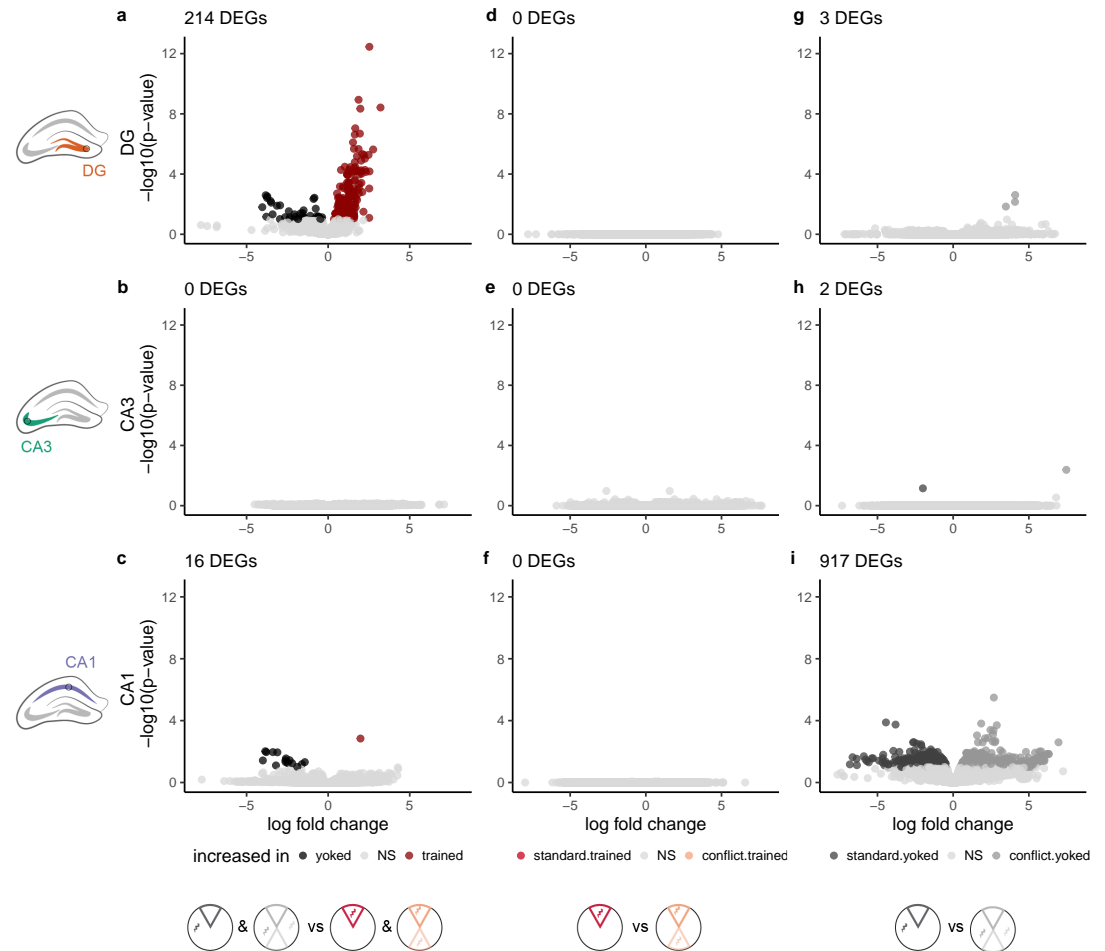 a
214 DEGs
d
0 DEGs
g
3 DEGs
DG
−log10(p−value)
12
8
4
0
−5
0
5
12
8
4
0
−5
0
5
12
8
4
0
−5
0
5
DG
b
0 DEGs
e
0 DEGs
h
2 DEGs
CA3
−log10(p−value)
12
8
4
0
−5
0
5
12
8
4
0
−5
0
5
12
8
4
0
−5
0
5
CA3
c
16 DEGs
f
0 DEGs
i
917 DEGs
CA1
CA1
−log10(p−value)
12
8
4
0
−5
0
5
log fold change
12
8
4
0
−5
0
5
log fold change
12
8
4
0
−5
0
5
log fold change
increased in yoked NS trained
standard.trained NS conflict.trained
standard.yoked NS conflict.yoked
& vs &
vs
vs